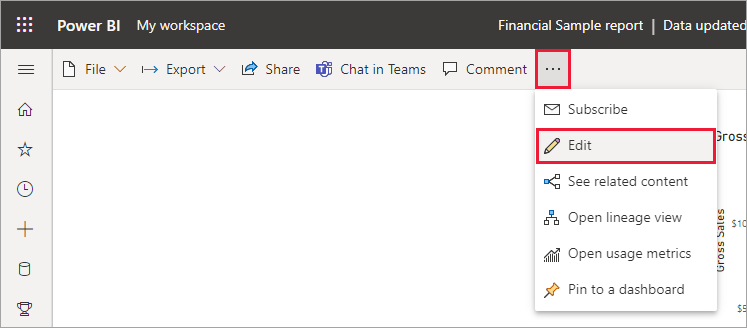 Power BI My workspace Financial Sample report | Data updated
File Export Share Chat in Teams Comment ...
Subscribe
Edit
Gross
See related content
Open lineage view
$10
Gross Sales
Open usage metrics
Pin to a dashboard
$5